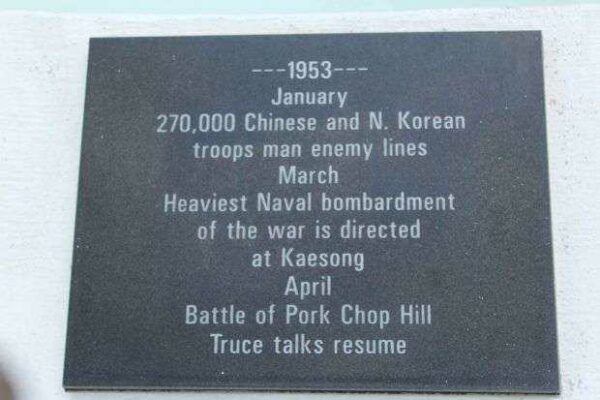 ---1953---
January
270,000 Chinese and N. Korean
troops man enemy lines
March
Heaviest Naval bombardment
of the war is directed
at Kaesong
April
Battle of Pork Chop Hill
Truce talks resume